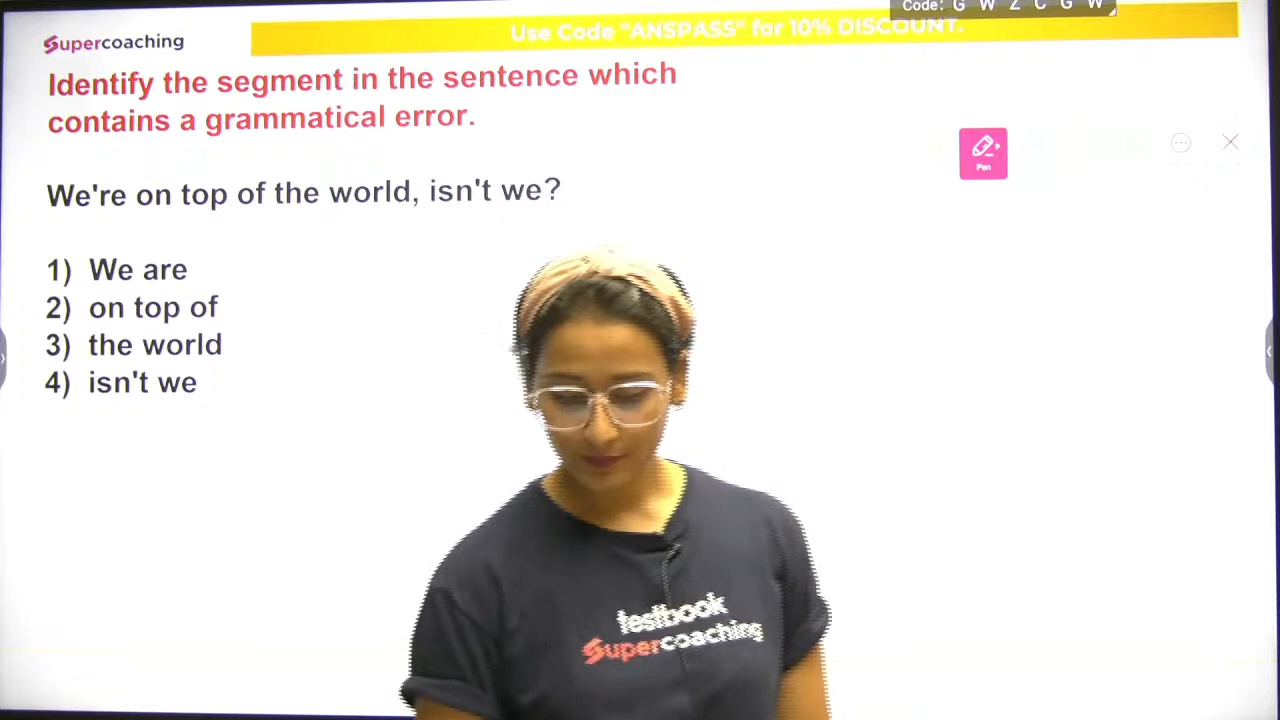 Code: G W Z C G W
Supercoaching
Use Code "ANSPASS" for 10% DISCOUNT.
Identify the segment in the sentence which
contains a grammatical error.
Pen
We're on top of the world, isn't we?
1) We are
2) on top of
3) the world
4) isn't we
testbook
Supercoaching